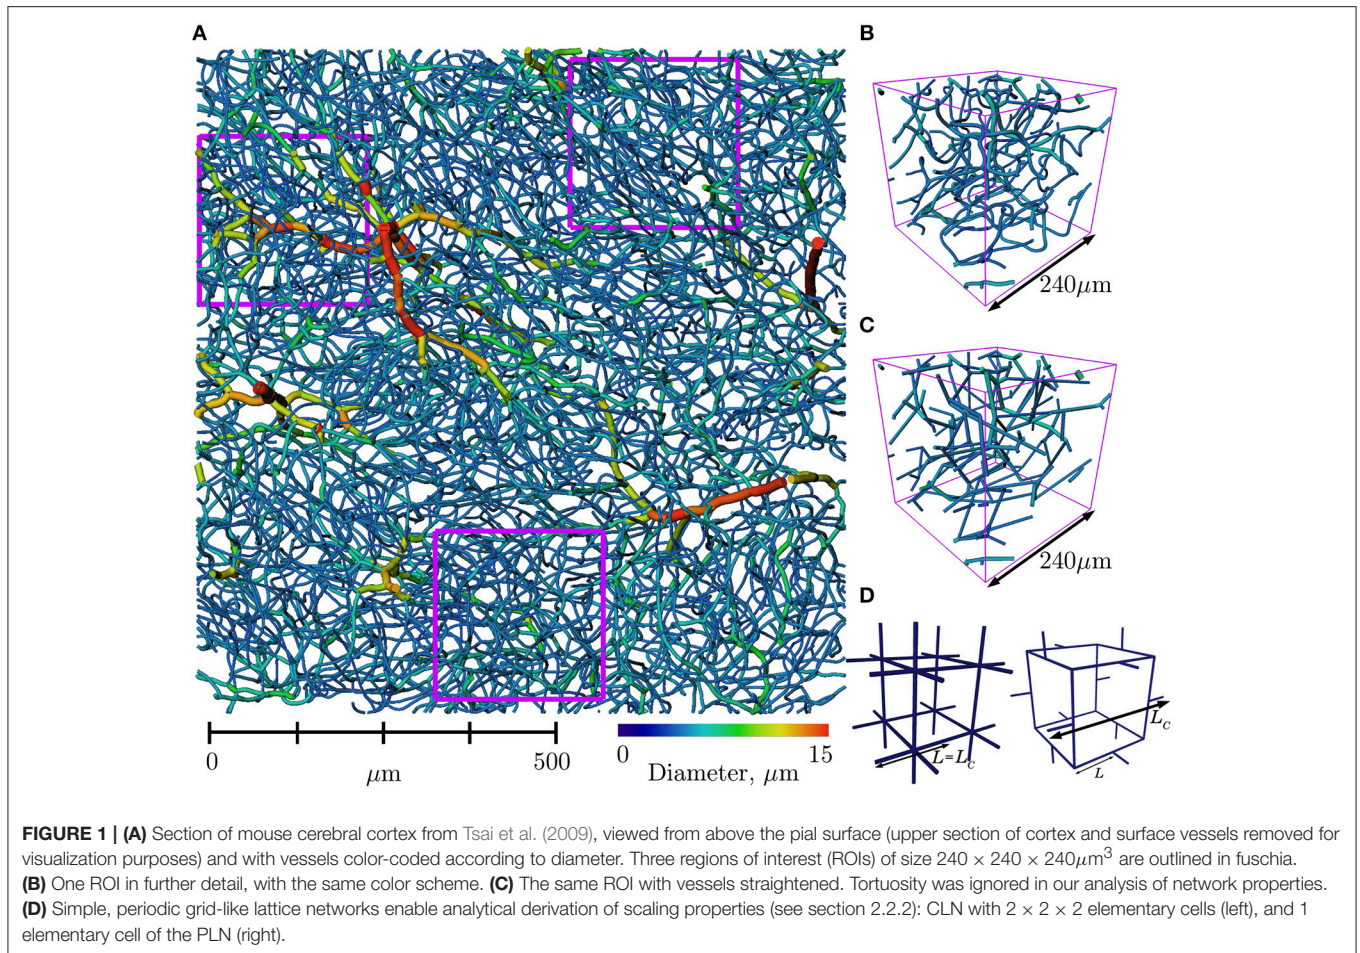 A
B
240μm
C
240μm
D
L=L_c
L_c
L
0
500
μm
0
15
Diameter, μm
FIGURE 1 | (A) Section of mouse cerebral cortex from Tsai et al. (2009), viewed from above the pial surface (upper section of cortex and surface vessels removed for
visualization purposes) and with vessels color-coded according to diameter. Three regions of interest (ROIs) of size 240 × 240 × 240μm³ are outlined in fuschia.
(B) One ROI in further detail, with the same color scheme. (C) The same ROI with vessels straightened. Tortuosity was ignored in our analysis of network properties.
(D) Simple, periodic grid-like lattice networks enable analytical derivation of scaling properties (see section 2.2.2): CLN with 2 × 2 × 2 elementary cells (left), and 1
elementary cell of the PLN (right).